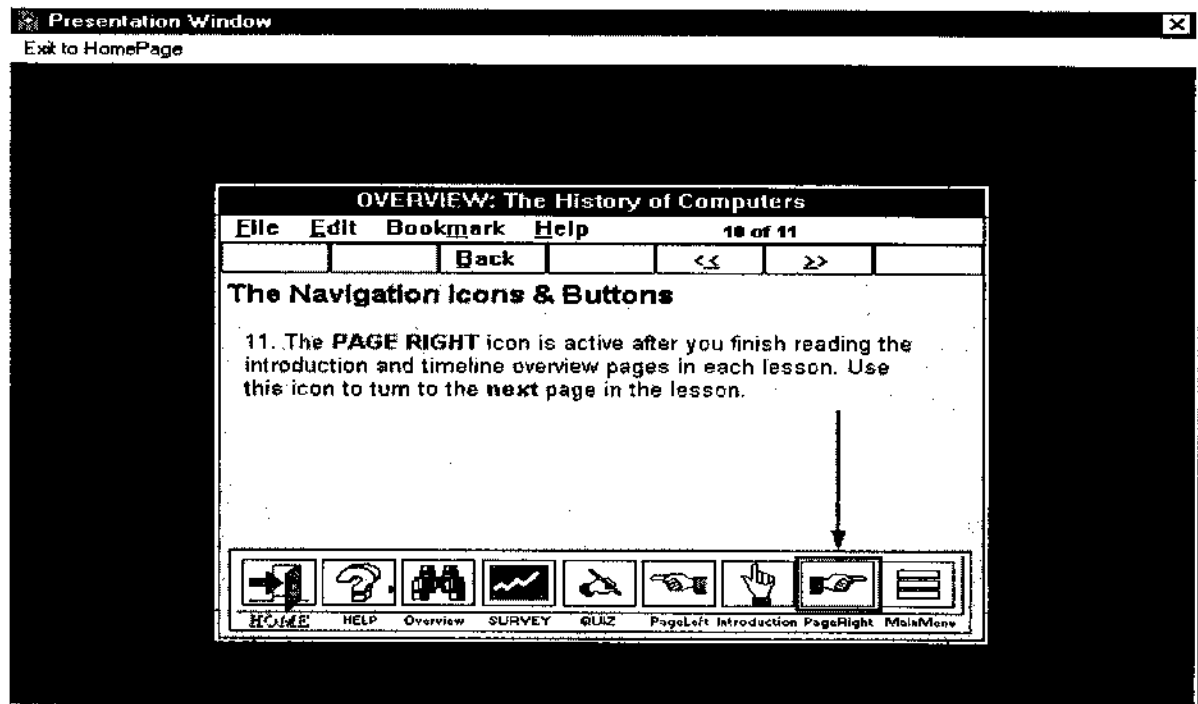 Presentation Window
Exit to HomePage
OVERVIEW: The History of Computers
File Edit Bookmark Help 10 of 11
Back << >>
The Navigation Icons & Buttons
11. The PAGE RIGHT icon is active after you finish reading the
introduction and timeline overview pages in each lesson. Use
this icon to turn to the next page in the lesson.
HOME HELP Overview SURVEY QUIZ PageLeft Introduction PageRight MainMenu